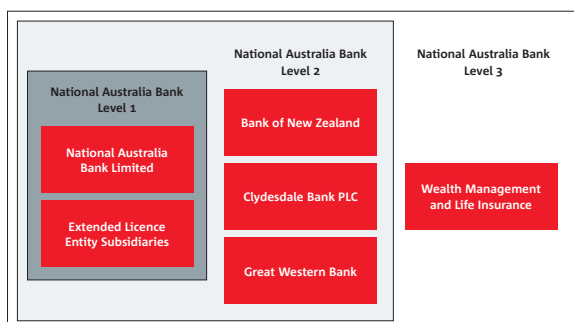 National Australia Bank
Level 1
National Australia
Bank Limited
Extended Licence
Entity Subsidiaries
National Australia Bank
Level 2
Bank of New Zealand
Clydesdale Bank PLC
Great Western Bank
National Australia Bank
Level 3
Wealth Management
and Life Insurance